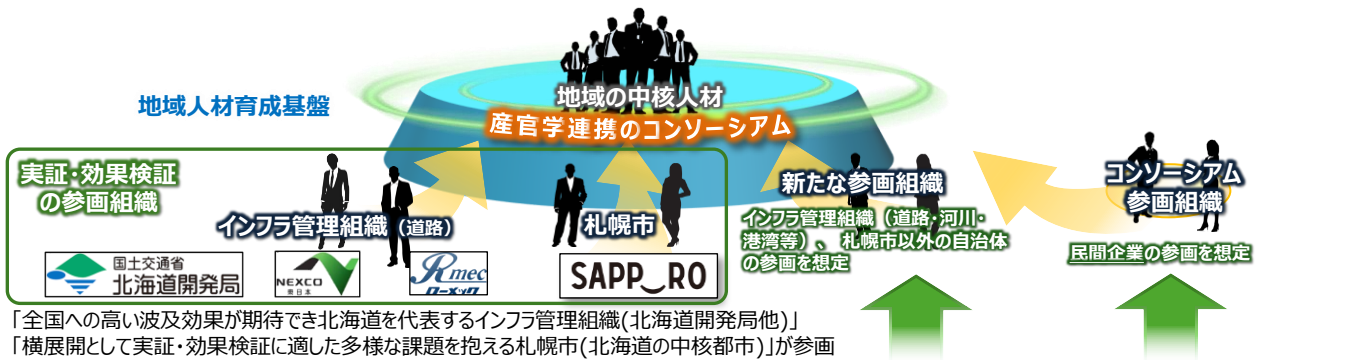 地域の中核人材
地域人材育成基盤
産官学連携のコンソーシアム
実証・効果検証
の参画組織
インフラ管理組織（道路）
札幌市
国土交通省
北海道開発局
NEXCO
東日本
Rmec
ローメック
SAPP_RO
新たな参画組織
インフラ管理組織（道路・河川・
港湾等）、札幌市以外の自治体
の参画を想定
コンソーシアム
参画組織
民間企業の参画を想定
「全国への高い波及効果が期待でき北海道を代表するインフラ管理組織(北海道開発局他)」
「横展開として実証・効果検証に適した多様な課題を抱える札幌市(北海道の中核都市)」が参画